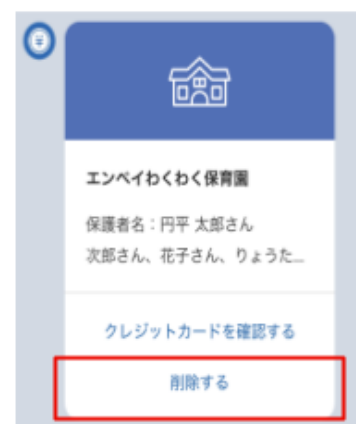 エンペイわくわく保育園
保護者名：円平 太郎さん
次郎さん、花子さん、りょうた...
クレジットカードを確認する
削除する